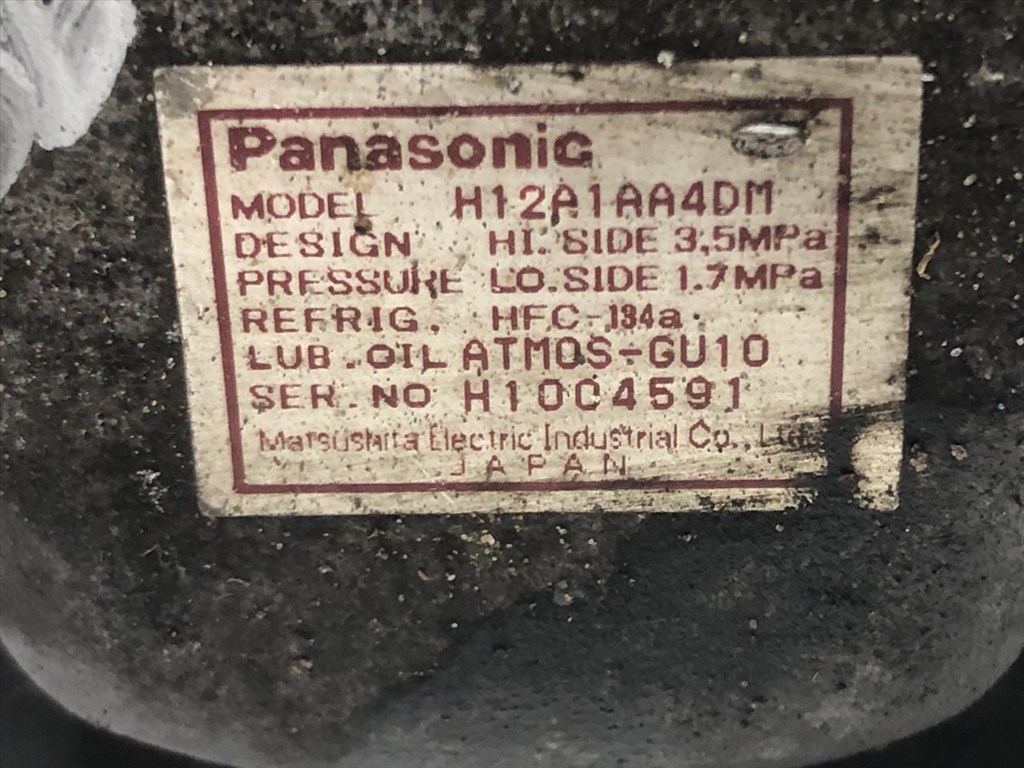 Panasonic
MODEL H12A1AA4DM
DESIGN HI. SIDE 3.5MPa
PRESSURE LO. SIDE 1.7MPa
REFRIG. HFC-134a
LUB. OIL ATMOS-GU10
SER. NO H1004591
Matsushita Electric Industrial Co., Ltd.
JAPAN